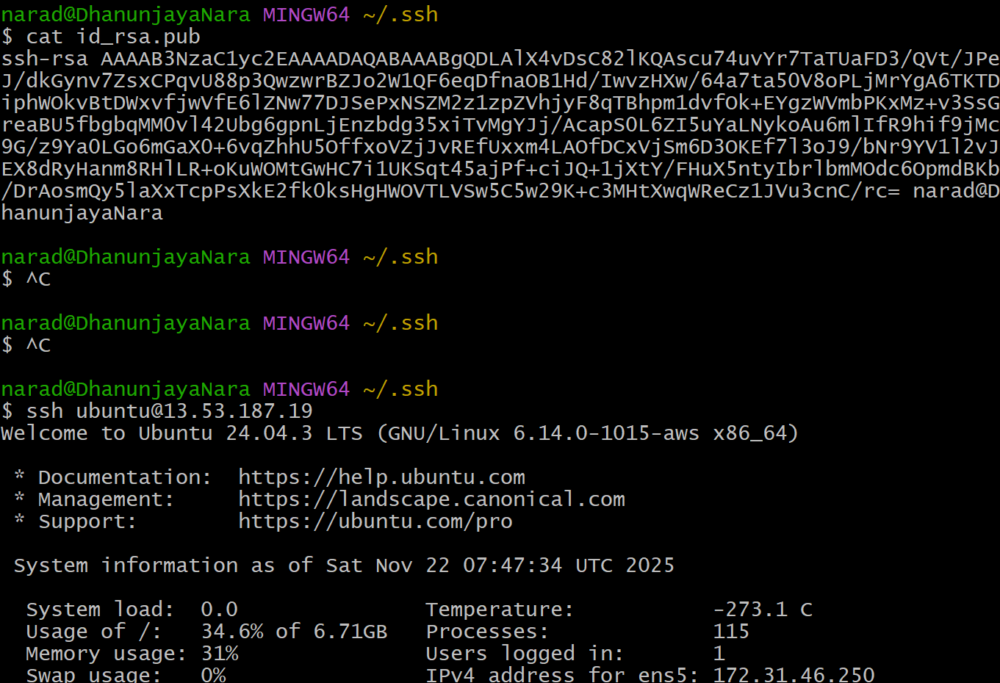 narad@DhanunjayaNara MINGW64 ~/.ssh
$ cat id_rsa.pub
ssh-rsa AAAAB3NzaC1yc2EAAAADAQABAAABgQDLAlX4vDsC82lKQAscu74uvYr7TaTUaFD3/QVt/JPe
J/dkGynv7ZsxCPqvU88p3QwzwrBZJo2W1QF6eqDfnaOB1Hd/IwvzHXw/64a7ta5OV8oPLjMrYgA6TKTD
iphWOkvBtDWxvfjwVfE6lZNw77DJSePxNSZM2z1zpZVhjyF8qTBhpm1dvfOk+EYgzWVmbPKxMz+v3SsG
reaBU5fbgbqMMOvl42Ubg6gpnLjEnzbdg35xiTvMgYJj/AcapSOL6ZI5uYaLNykoAu6mlIfR9hif9jMc
9G/z9YaOLGo6mGaXO+6vqZhhU5OffxoVZjJvREfUxxm4LAOfDCxVjSm6D3OKEf7l3oJ9/bNr9YV1l2vJ
EX8dRyHanm8RHlLR+oKuWOMtGwHC7i1UKSqt45ajPf+ciJQ+1jXtY/FHuX5ntyIbrlbmMOdc6OpmdBKb
/DrAosmQy5laXxTcpPsXkE2fkOksHgHWOVTLVSw5C5w29K+c3MHtXwqWReCz1JVu3cnC/rc= narad@D
hanunjayaNara
narad@DhanunjayaNara MINGW64 ~/.ssh
$ ^C
narad@DhanunjayaNara MINGW64 ~/.ssh
$ ^C
narad@DhanunjayaNara MINGW64 ~/.ssh
$ ssh ubuntu@13.53.187.19
Welcome to Ubuntu 24.04.3 LTS (GNU/Linux 6.14.0-1015-aws x86_64)
* Documentation: https://help.ubuntu.com
* Management: https://landscape.canonical.com
* Support: https://ubuntu.com/pro
System information as of Sat Nov 22 07:47:34 UTC 2025
System load: 0.0 Temperature: -273.1 C
Usage of /: 34.6% of 6.71GB Processes: 115
Memory usage: 31% Users logged in: 1
Swap usage: 0% IPv4 address for ens5: 172.31.46.250